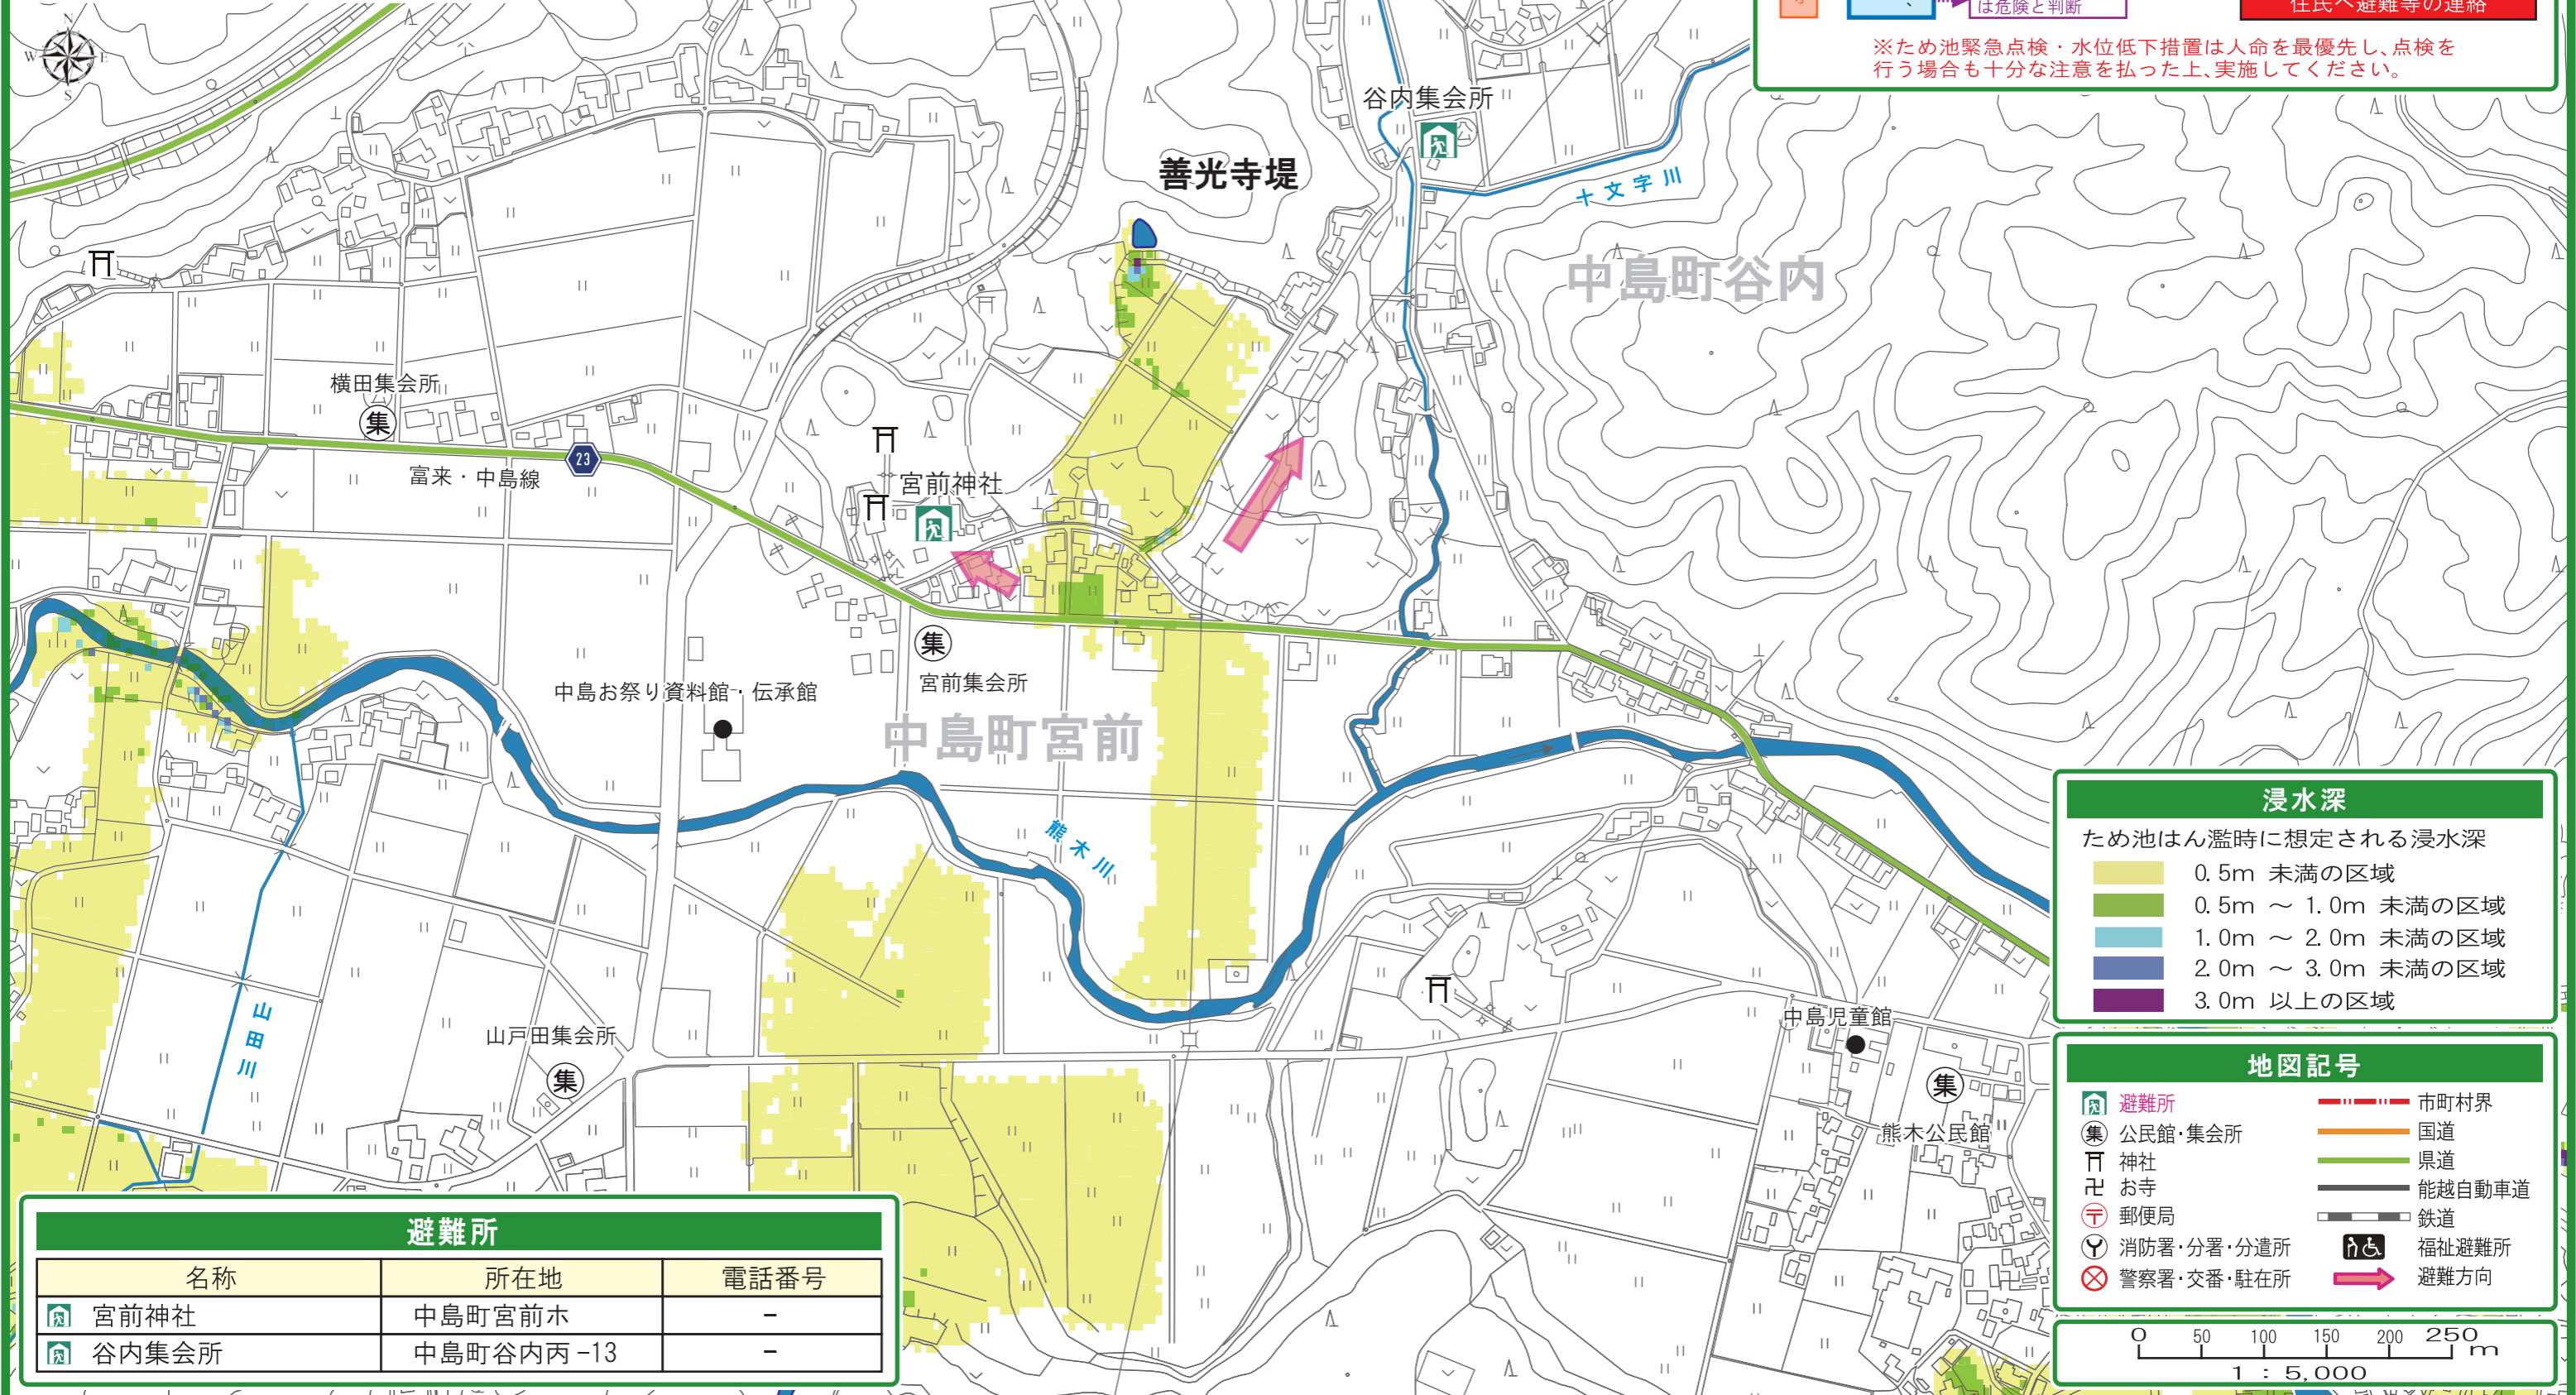 は危険と判断
住民へ避難等の連絡
※ため池緊急点検・水位低下措置は人命を最優先し、点検を
行う場合も十分な注意を払った上、実施してください。
N
W
E
S
谷内集会所
善光寺堤
十文字川
中島町谷内
横田集会所
集
23
富来・中島線
宮前神社
集
宮前集会所
中島お祭り資料館・伝承館
中島町宮前
熊木川
山田川
山戸田集会所
集
中島児童館
集
熊木公民館
浸水深
ため池はん濫時に想定される浸水深
0.5m 未満の区域
0.5m ～ 1.0m 未満の区域
1.0m ～ 2.0m 未満の区域
2.0m ～ 3.0m 未満の区域
3.0m 以上の区域
地図記号
避難所
集 公民館・集会所
神社
お寺
郵便局
消防署・分署・分遣所
警察署・交番・駐在所
市町村界
国道
県道
能越自動車道
鉄道
福祉避難所
避難方向
0 50 100 150 200 250 m
1 : 5,000
避難所
名称 所在地 電話番号
宮前神社 中島町宮前ホ －
谷内集会所 中島町谷内丙－13 －